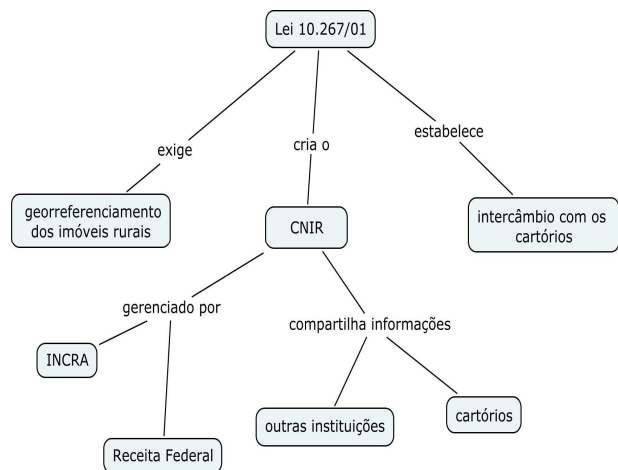 Lei 10.267/01
exige
cria o
estabelece
georreferenciamento
dos imóveis rurais
CNIR
intercâmbio com os
cartórios
gerenciado por
compartilha informações
INCRA
Receita Federal
outras instituições
cartórios